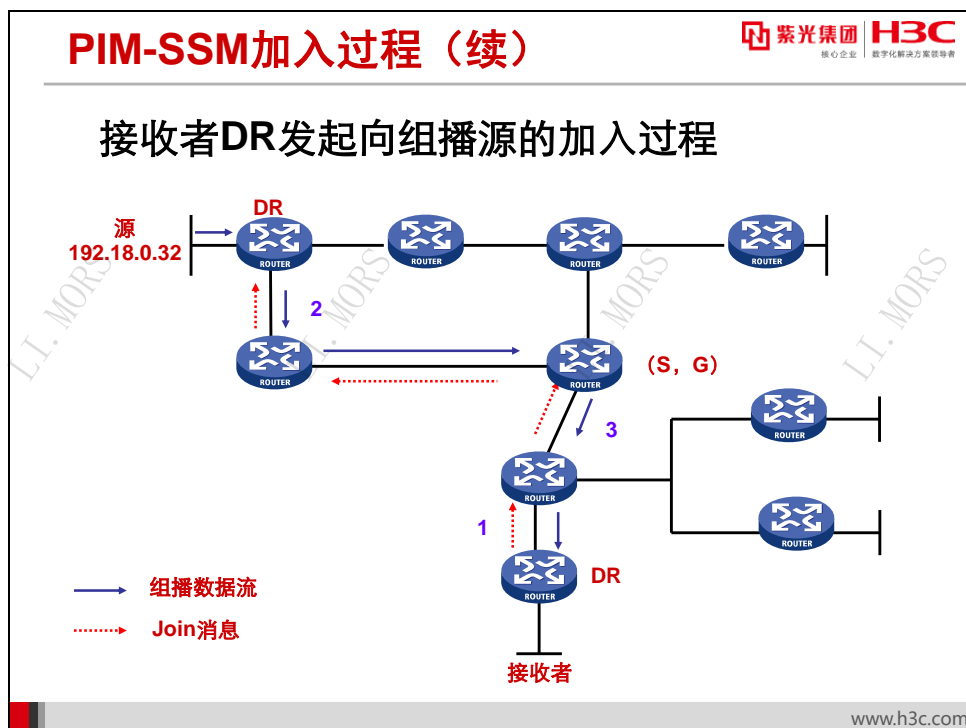 PIM-SSM加入过程（续）
紫光集团
核心企业
H3C
数字化解决方案领导者
接收者DR发起向组播源的加入过程
DR
源
192.18.0.32
ROUTER
ROUTER
ROUTER
ROUTER
2
ROUTER
ROUTER
（S，G）
3
ROUTER
ROUTER
ROUTER
1
ROUTER
DR
组播数据流
Join消息
接收者
LI. MORS
LI. MORS
LI. MORS
LI. MORS
www.h3c.com